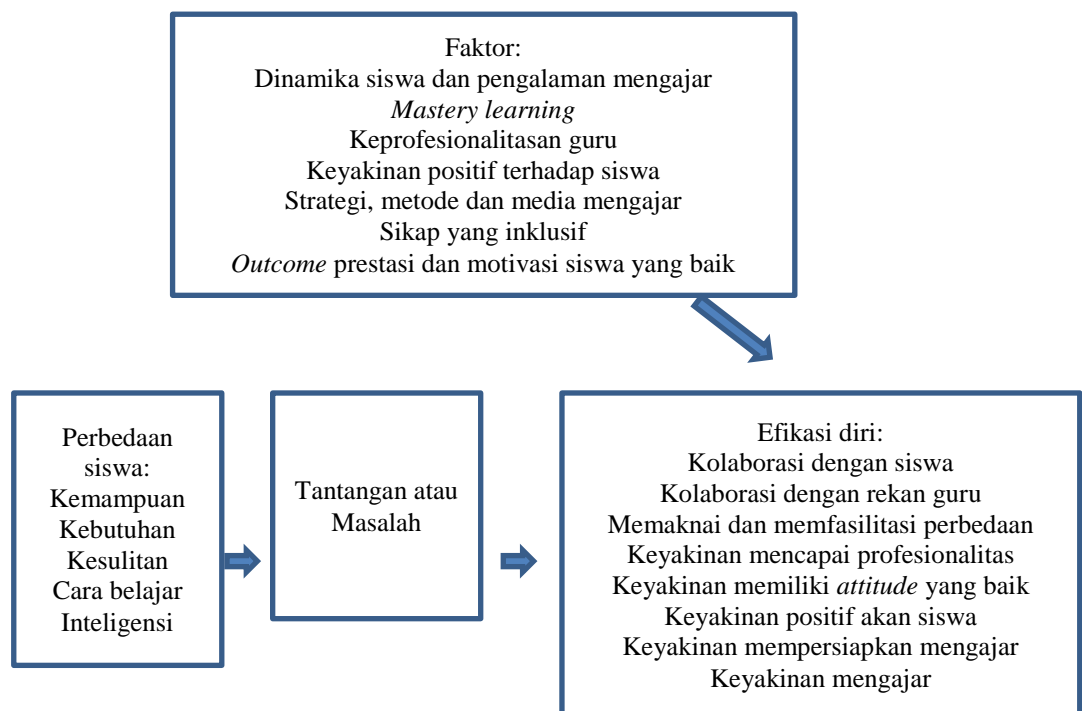 Faktor:
Dinamika siswa dan pengalaman mengajar
Mastery learning
Keprofesionalitasan guru
Keyakinan positif terhadap siswa
Strategi, metode dan media mengajar
Sikap yang inklusif
Outcome prestasi dan motivasi siswa yang baik
Perbedaan
siswa:
Kemampuan
Kebutuhan
Kesulitan
Cara belajar
Inteligensi
Tantangan atau
Masalah
Efikasi diri:
Kolaborasi dengan siswa
Kolaborasi dengan rekan guru
Memaknai dan memfasilitasi perbedaan
Keyakinan mencapai profesionalitas
Keyakinan memiliki attitude yang baik
Keyakinan positif akan siswa
Keyakinan mempersiapkan mengajar
Keyakinan mengajar